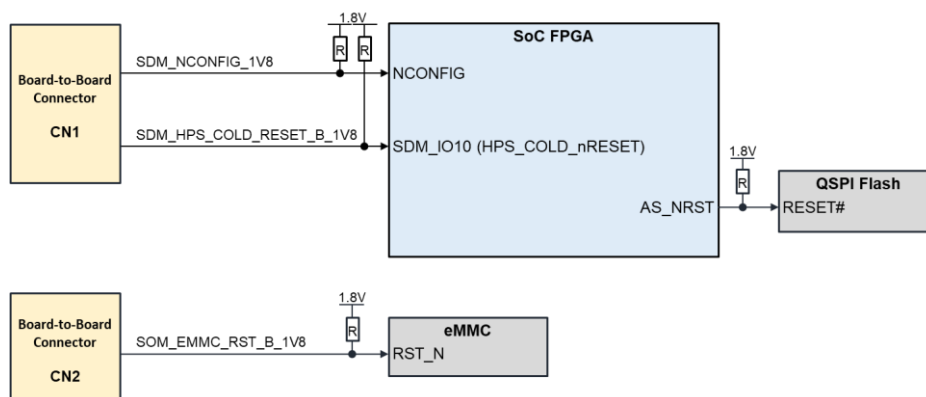 1.8V
SoC FPGA
Board-to-Board
Connector
CN1
SDM_NCONFIG_1V8
R R
NCONFIG
SDM_HPS_COLD_RESET_B_1V8
SDM_IO10 (HPS_COLD_nRESET)
1.8V
R
QSPI Flash
AS_NRST
RESET#
Board-to-Board
Connector
CN2
1.8V
R
SOM_EMMC_RST_B_1V8
eMMC
RST_N